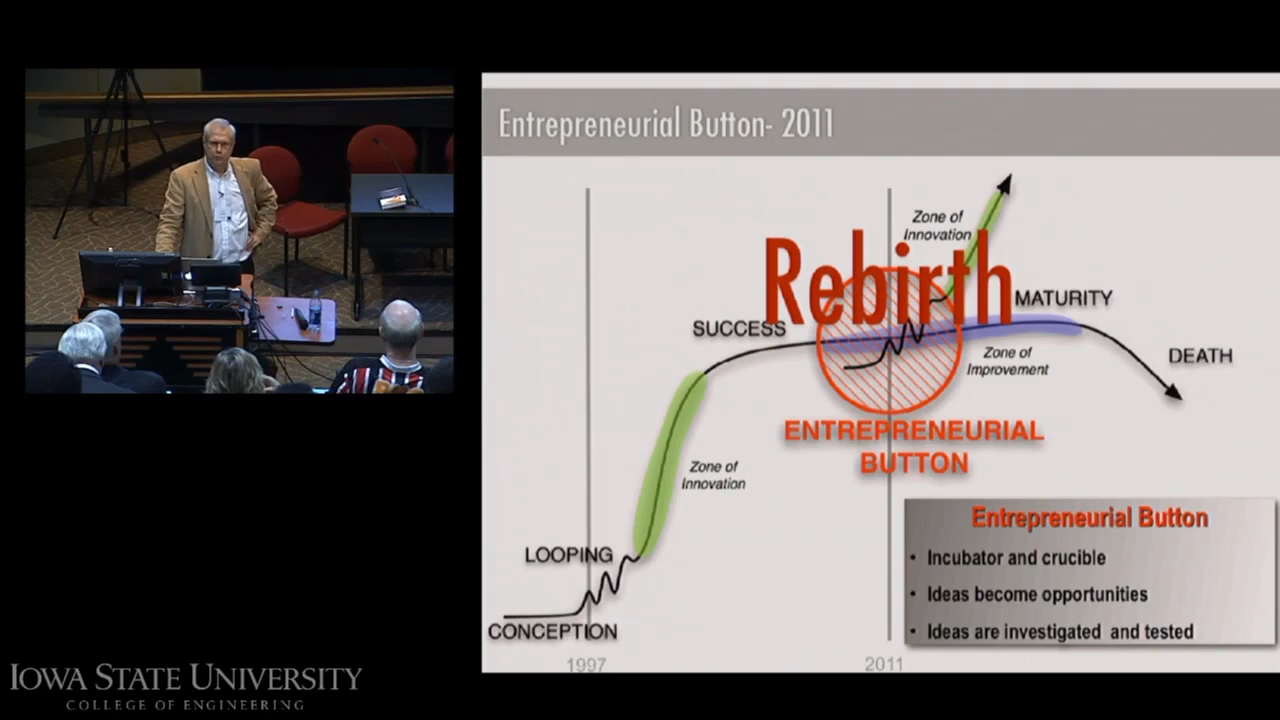 Entrepreneurial Button- 2011
Zone of
Innovation
Rebirth
MATURITY
SUCCESS
Zone of
Improvement
DEATH
ENTREPRENEURIAL
BUTTON
Zone of
Innovation
Entrepreneurial Button
• Incubator and crucible
• Ideas become opportunities
• Ideas are investigated and tested
LOOPING
CONCEPTION
1997
2011
IOWA STATE UNIVERSITY
COLLEGE OF ENGINEERING